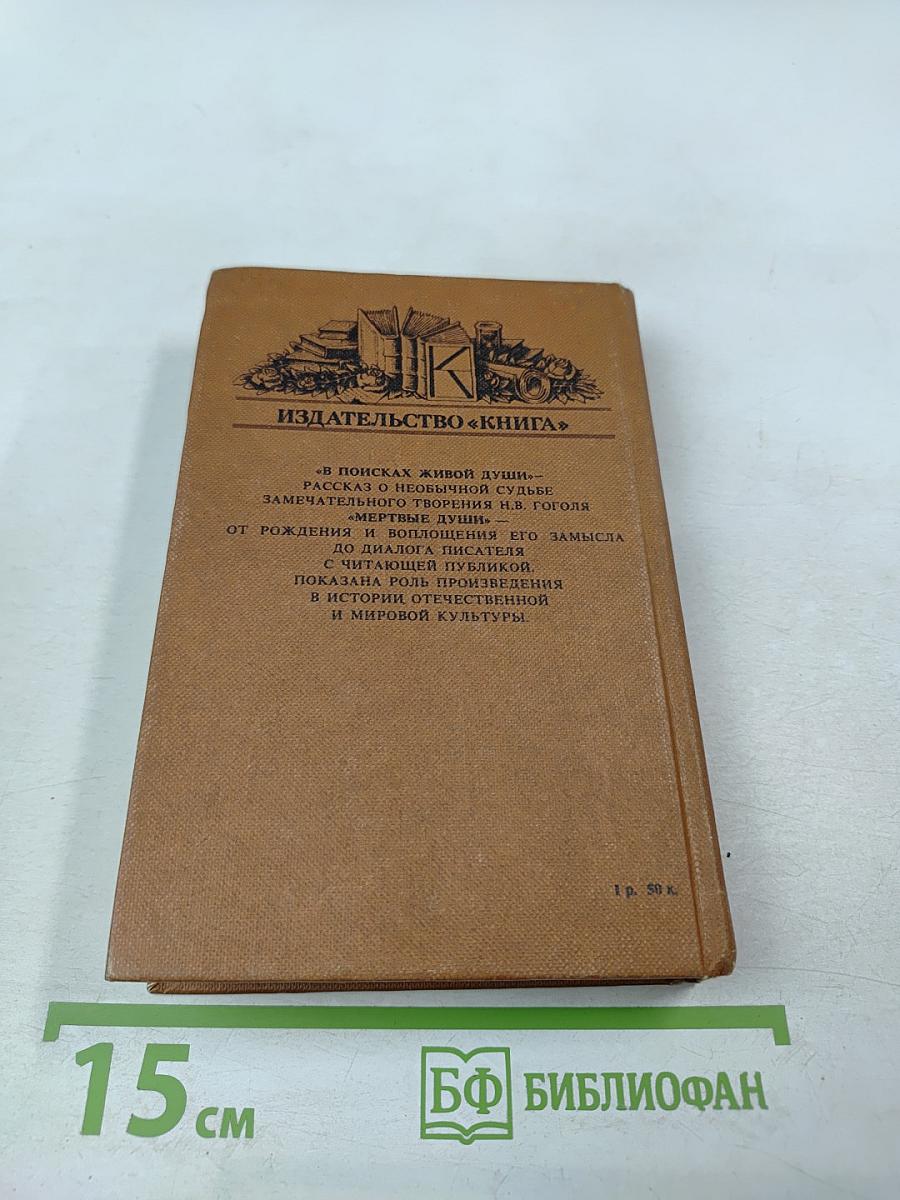 К
ИЗДАТЕЛЬСТВО «КНИГА»
«В ПОИСКАХ ЖИВОЙ ДУШИ»—
РАССКАЗ О НЕОБЫЧНОЙ СУДЬБЕ
ЗАМЕЧАТЕЛЬНОГО ТВОРЕНИЯ Н.В. ГОГОЛЯ
«МЕРТВЫЕ ДУШИ» —
ОТ РОЖДЕНИЯ И ВОПЛОЩЕНИЯ ЕГО ЗАМЫСЛА
ДО ДИАЛОГА ПИСАТЕЛЯ
С ЧИТАЮЩЕЙ ПУБЛИКОЙ.
ПОКАЗАНА РОЛЬ ПРОИЗВЕДЕНИЯ
В ИСТОРИИ ОТЕЧЕСТВЕННОЙ
И МИРОВОЙ КУЛЬТУРЫ.
1 р. 50 к.
15 см
БФ БИБЛИОФАН